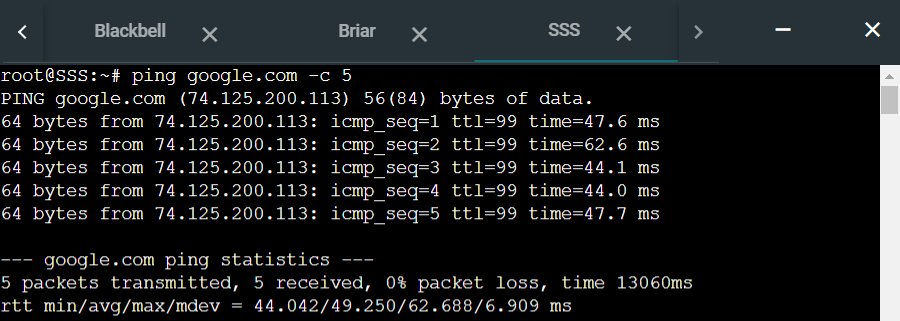 Blackbell Briar SSS
root@SSS:~# ping google.com -c 5
PING google.com (74.125.200.113) 56(84) bytes of data.
64 bytes from 74.125.200.113: icmp_seq=1 ttl=99 time=47.6 ms
64 bytes from 74.125.200.113: icmp_seq=2 ttl=99 time=62.6 ms
64 bytes from 74.125.200.113: icmp_seq=3 ttl=99 time=44.1 ms
64 bytes from 74.125.200.113: icmp_seq=4 ttl=99 time=44.0 ms
64 bytes from 74.125.200.113: icmp_seq=5 ttl=99 time=47.7 ms

--- google.com ping statistics ---
5 packets transmitted, 5 received, 0% packet loss, time 13060ms
rtt min/avg/max/mdev = 44.042/49.250/62.688/6.909 ms